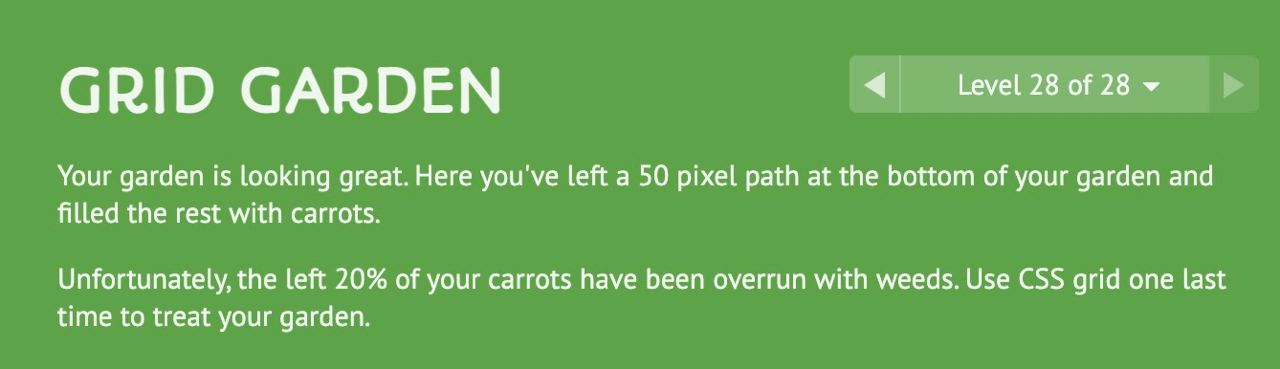 GRID GARDEN
Level 28 of 28
Your garden is looking great. Here you've left a 50 pixel path at the bottom of your garden and
filled the rest with carrots.
Unfortunately, the left 20% of your carrots have been overrun with weeds. Use CSS grid one last
time to treat your garden.